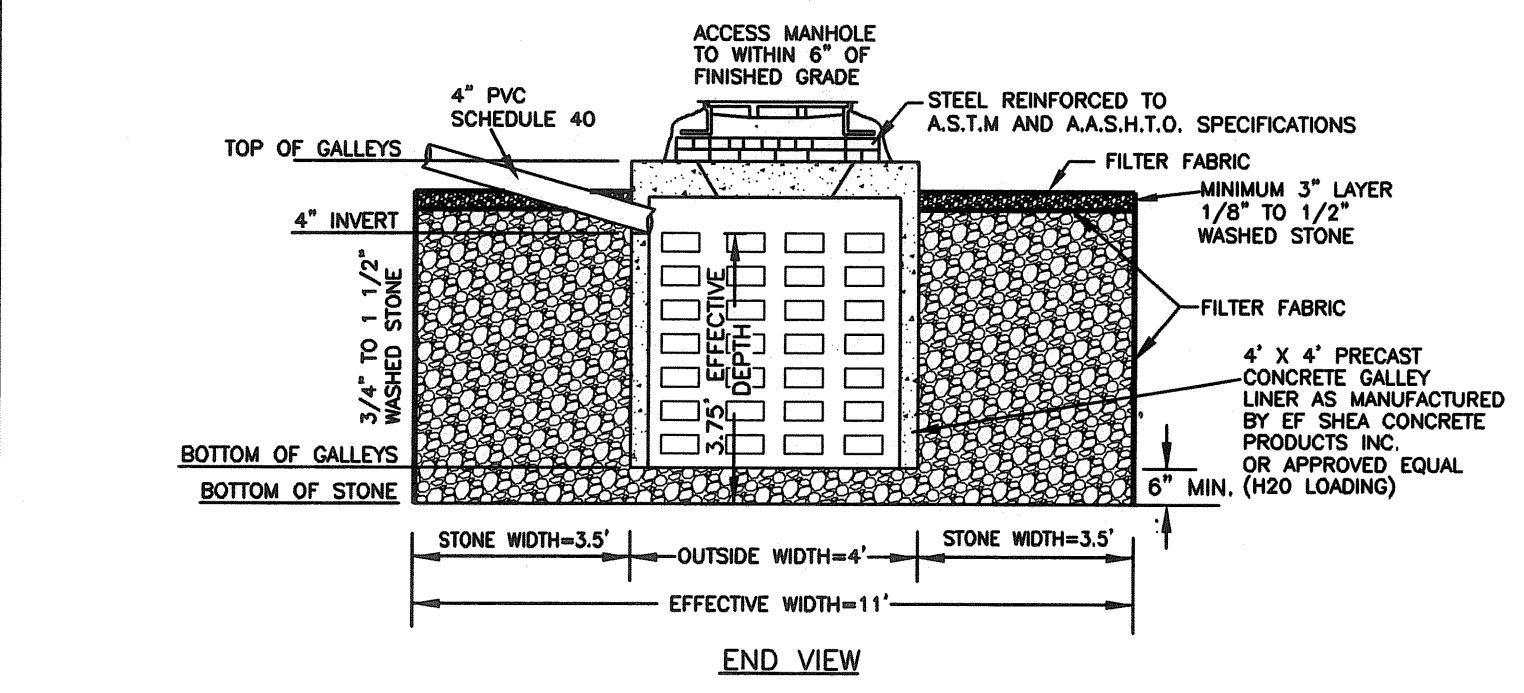 ACCESS MANHOLE
TO WITHIN 6" OF
FINISHED GRADE
4" PVC
SCHEDULE 40
STEEL REINFORCED TO
A.S.T.M AND A.A.S.H.T.O. SPECIFICATIONS
TOP OF GALLEYS
FILTER FABRIC
MINIMUM 3" LAYER
1/8" TO 1/2"
WASHED STONE
4" INVERT
3/4" TO 1 1/2"
WASHED STONE
3.75' EFFECTIVE
DEPTH
FILTER FABRIC
4' X 4' PRECAST
CONCRETE GALLEY
LINER AS MANUFACTURED
BY EF SHEA CONCRETE
PRODUCTS INC.
OR APPROVED EQUAL
(H20 LOADING)
BOTTOM OF GALLEYS
BOTTOM OF STONE
6" MIN.
STONE WIDTH=3.5'
OUTSIDE WIDTH=4'
STONE WIDTH=3.5'
EFFECTIVE WIDTH=11'
END VIEW